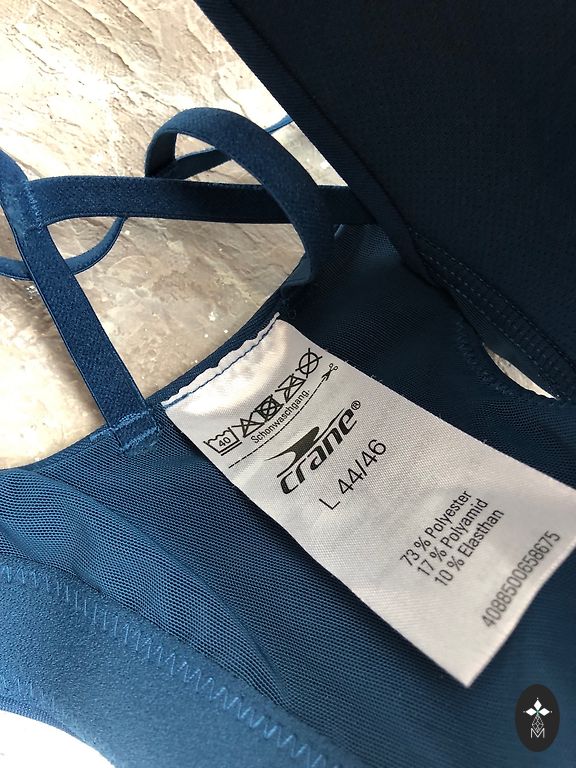 40
Schonwaschgang.
crane®
L 44/46
73% Polyester
17% Polyamid
10% Elasthan
4088500658675
M